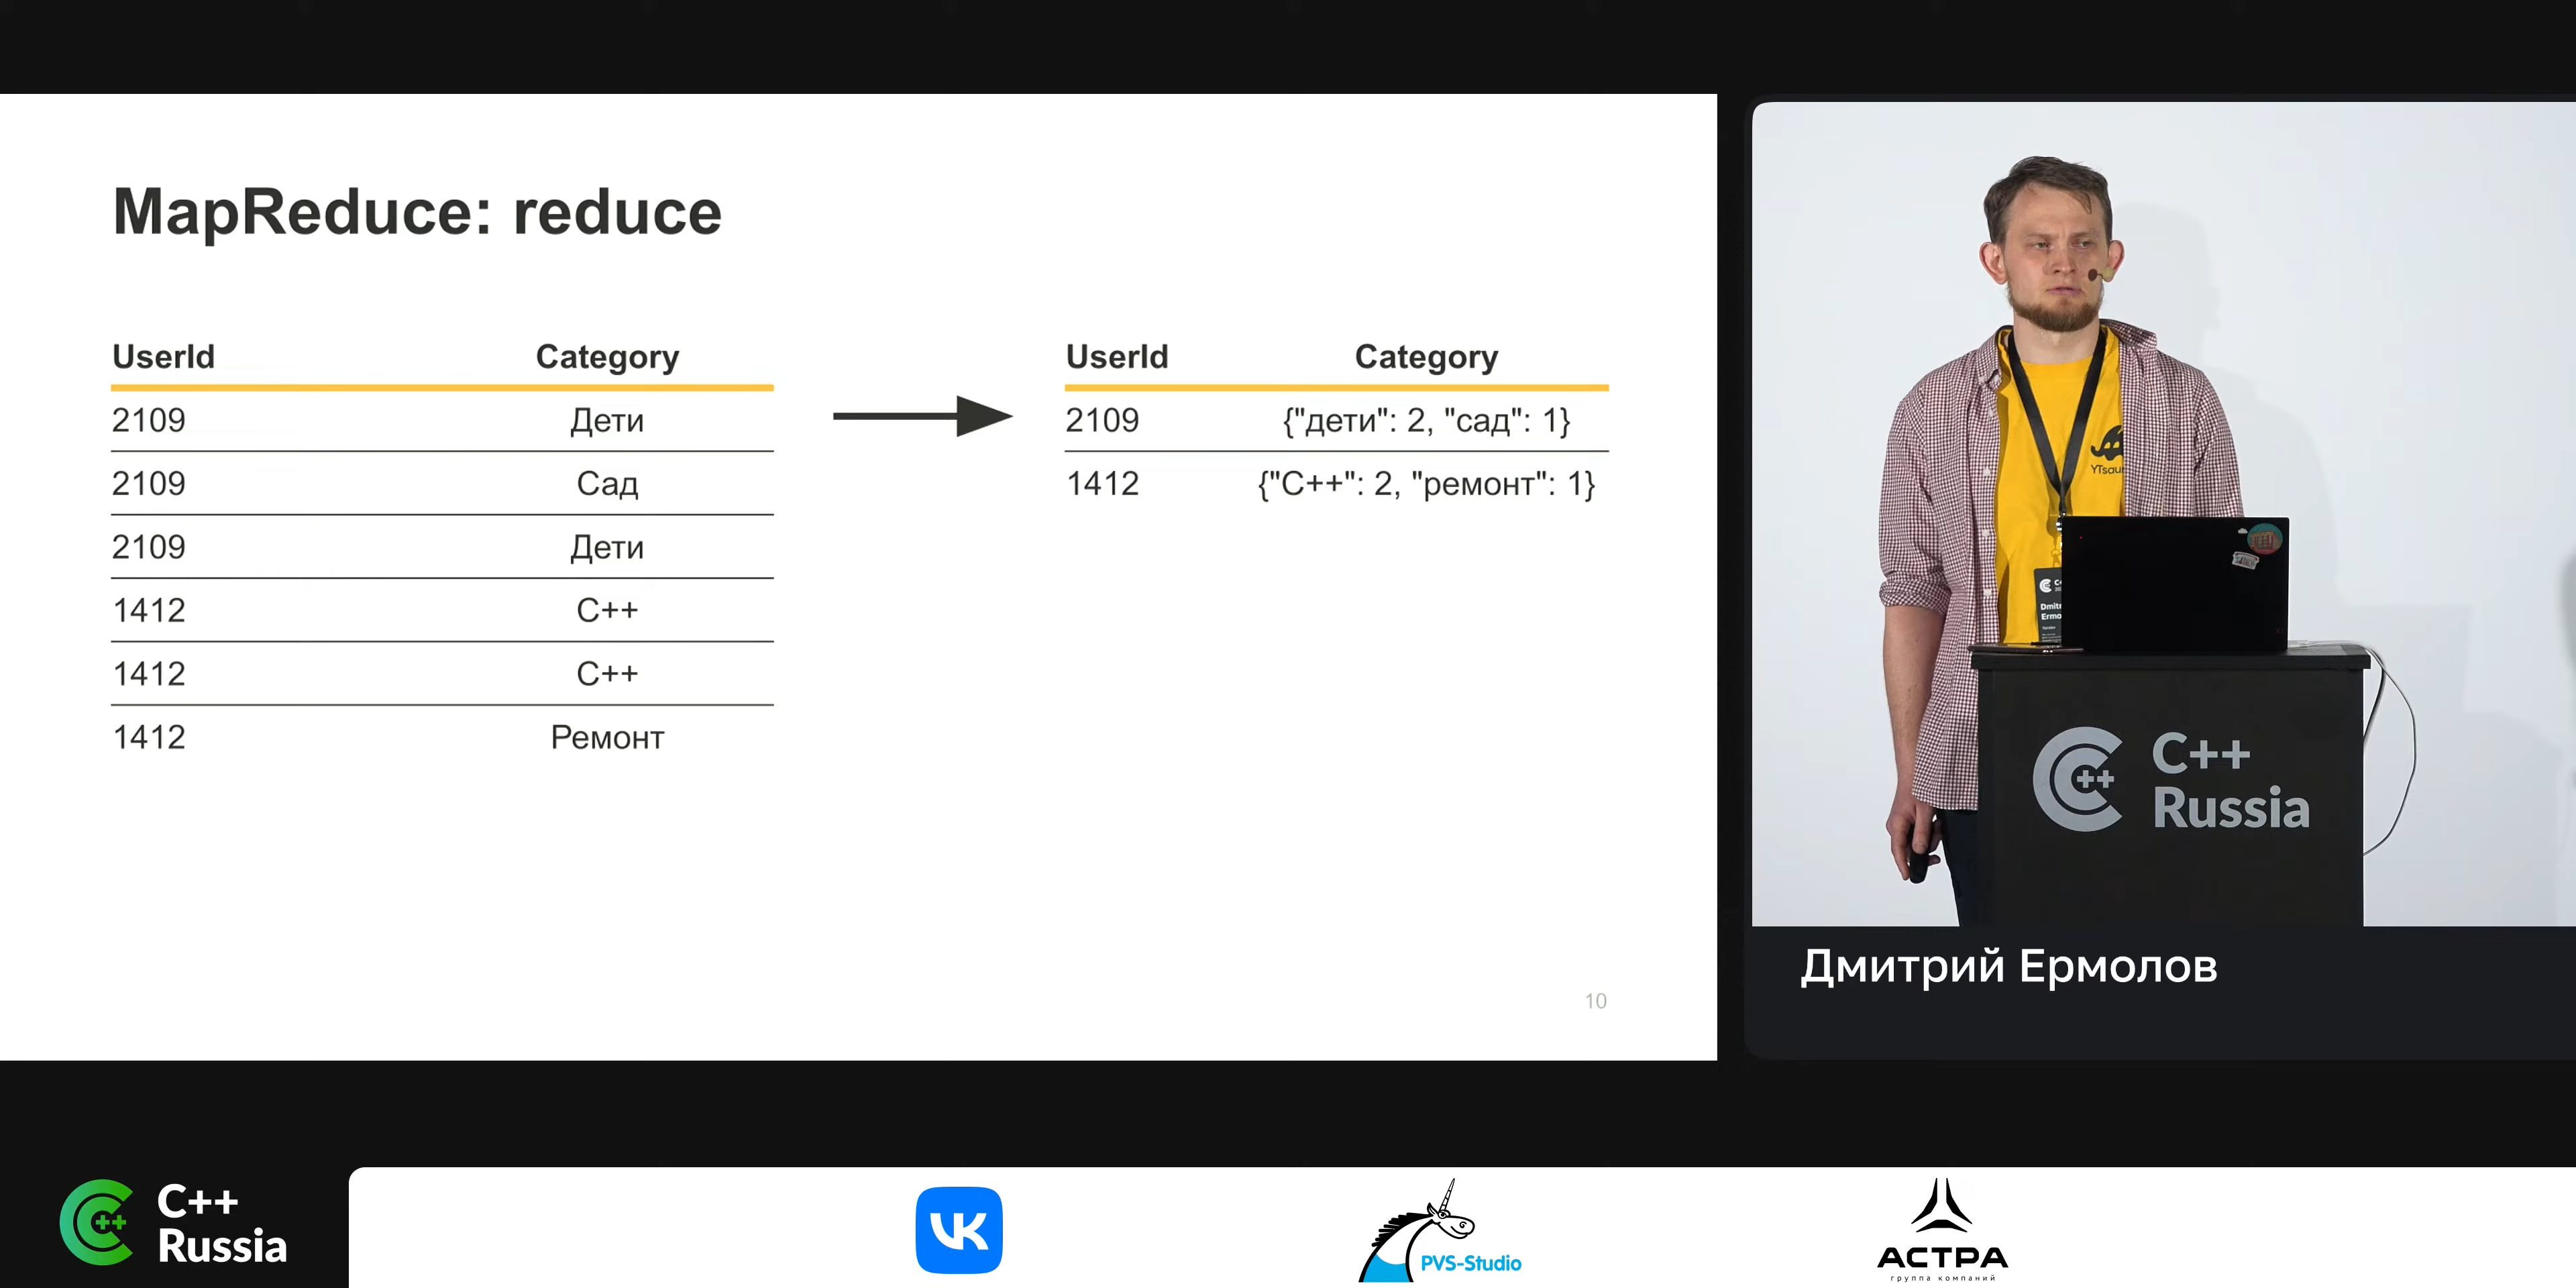 MapReduce: reduce
UserId Category
2109 Дети
2109 Сад
2109 Дети
1412 C++
1412 C++
1412 Ремонт
UserId Category
2109 {"дети": 2, "сад": 1}
1412 {"C++": 2, "ремонт": 1}
10
C++
Russia
Дмитрий Ермолов
C++
Russia
VK
PVS-Studio
АСТРА
группа компаний